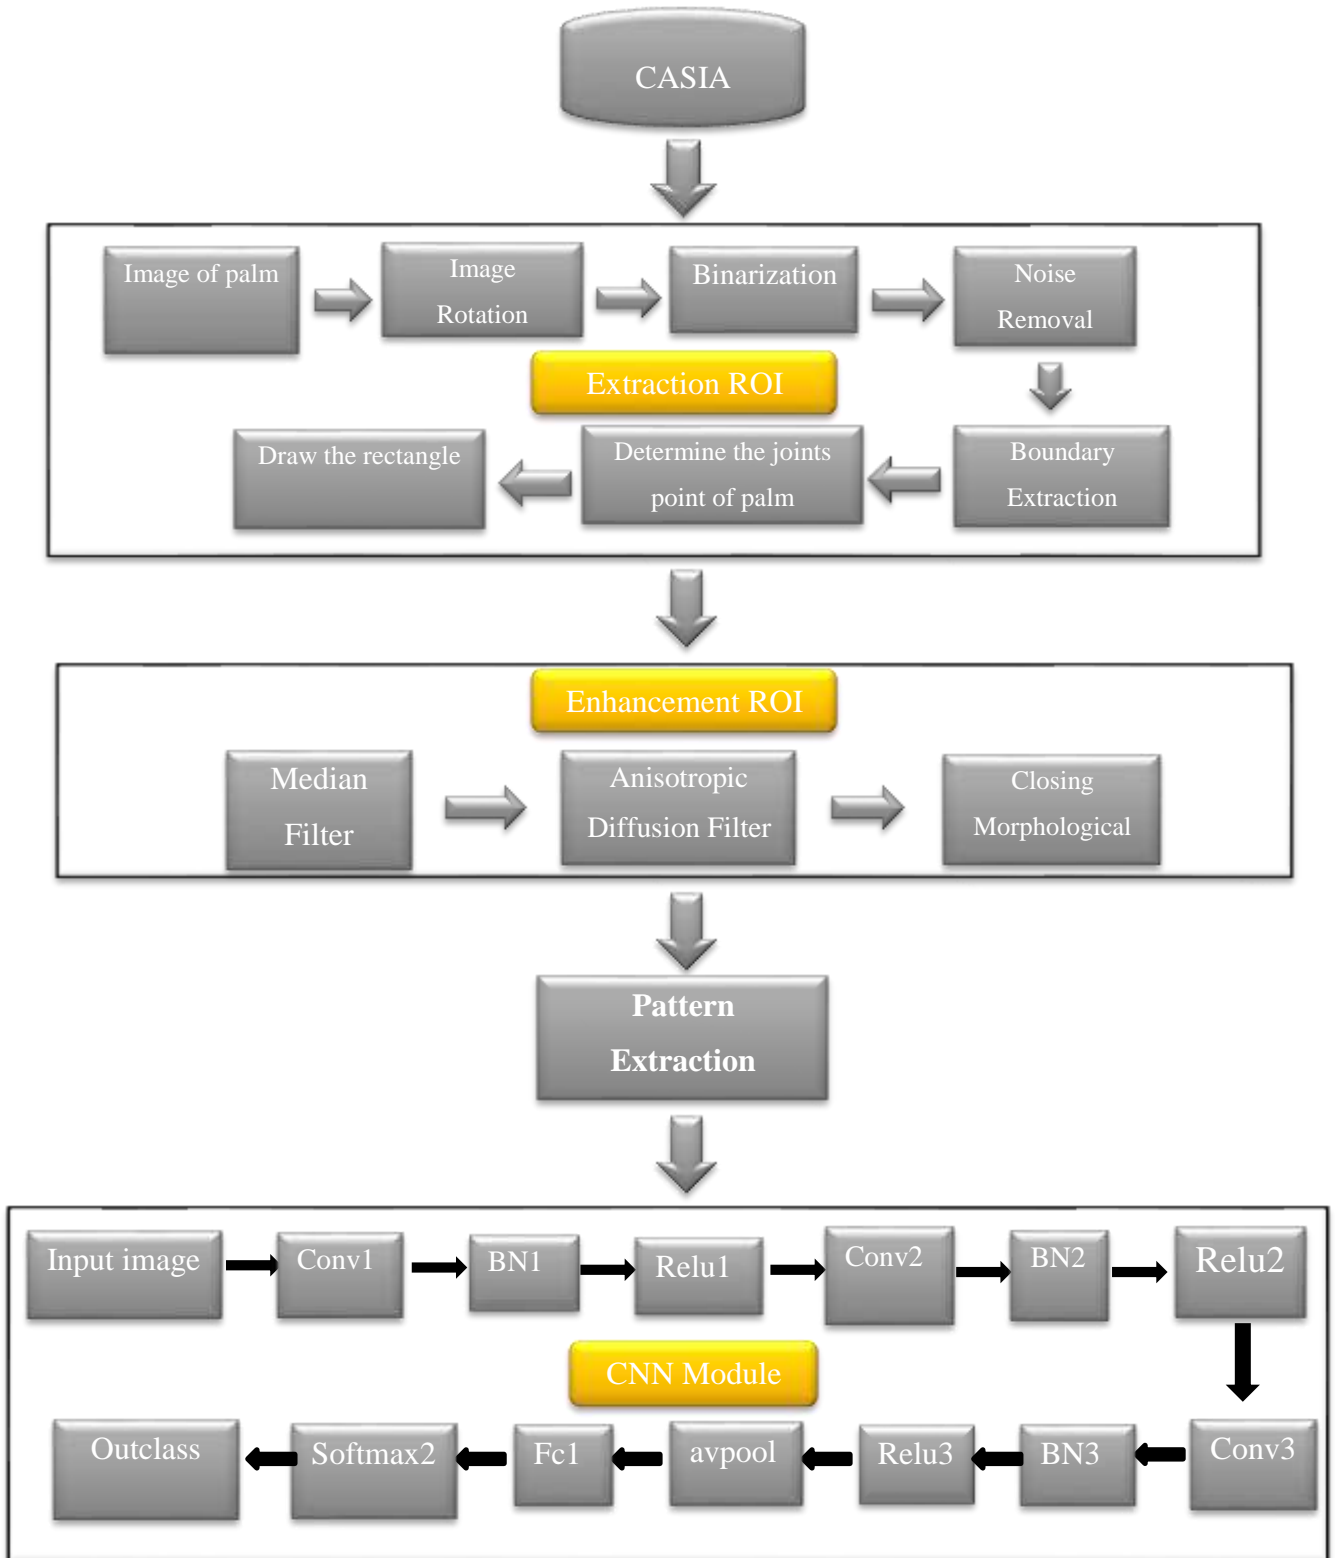 CASIA
Image of palm
Image
Rotation
Binarization
Noise
Removal
Extraction ROI
Draw the rectangle
Determine the joints
point of palm
Boundary
Extraction
Enhancement ROI
Median
Filter
Anisotropic
Diffusion Filter
Closing
Morphological
Pattern
Extraction
Input image
Conv1
BN1
Relu1
Conv2
BN2
Relu2
CNN Module
Outclass
Softmax2
Fc1
avpool
Relu3
BN3
Conv3